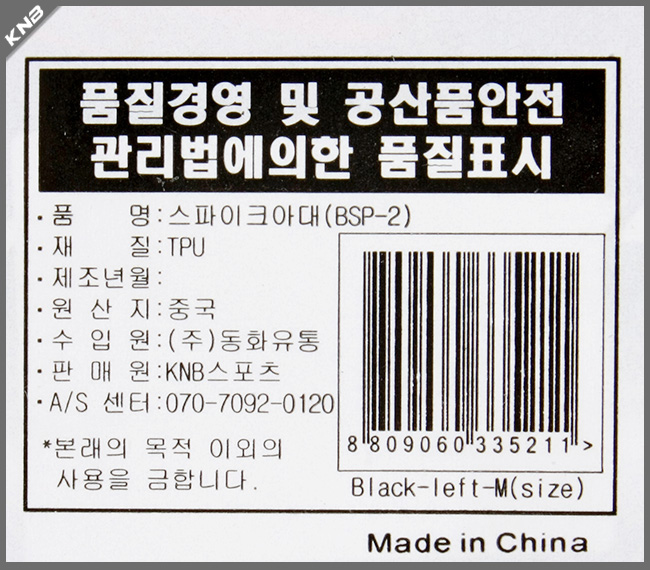 KNB
품질경영 및 공산품안전
관리법에의한 품질표시
· 품 명:스파이크아대(BSP-2)
· 재 질:TPU
· 제조년월:
· 원 산 지:중국
· 수 입 원:(주)동화유통
· 판 매 원:KNB스포츠
· A/S 센터:070-7092-0120
*본래의 목적 이외의
사용을 금합니다.
8 809060 335211 >
Black-left-M(size)
Made in China